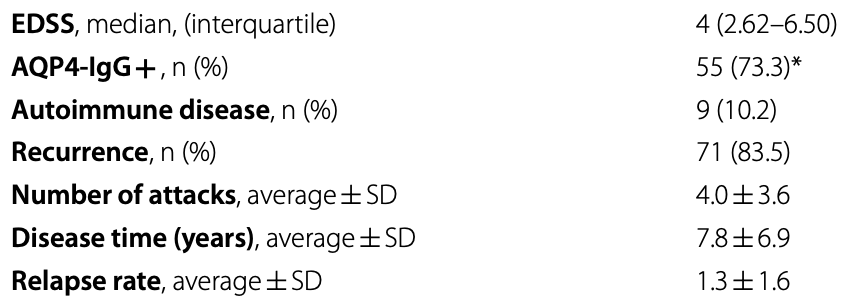 EDSS, median, (interquartile) 4 (2.62–6.50)
AQP4-IgG+, n (%) 55 (73.3)*
Autoimmune disease, n (%) 9 (10.2)
Recurrence, n (%) 71 (83.5)
Number of attacks, average ± SD 4.0 ± 3.6
Disease time (years), average ± SD 7.8 ± 6.9
Relapse rate, average ± SD 1.3 ± 1.6